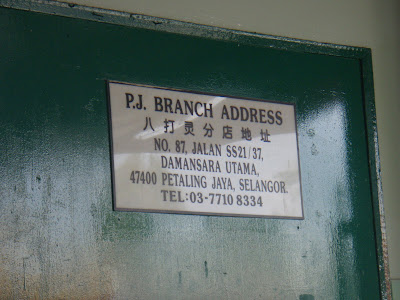 P.J. BRANCH ADDRESS
八打灵分店地址
NO. 87, JALAN SS21/37,
DAMANSARA UTAMA,
47400 PETALING JAYA, SELANGOR.
TEL:03-7710 8334